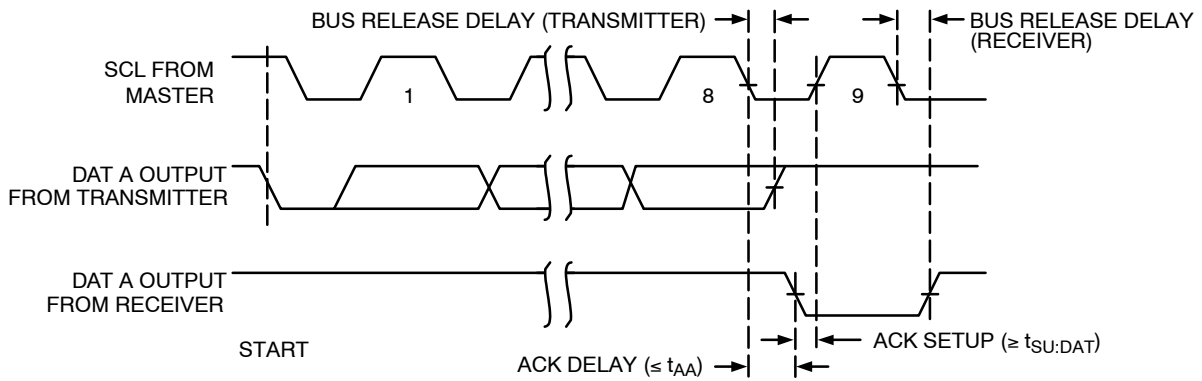 BUS RELEASE DELAY (TRANSMITTER)
BUS RELEASE DELAY
(RECEIVER)
SCL FROM
MASTER
1
8
9
DAT A OUTPUT
FROM TRANSMITTER
DAT A OUTPUT
FROM RECEIVER
START
ACK SETUP (≥ tSU:DAT)
ACK DELAY (≤ tAA)